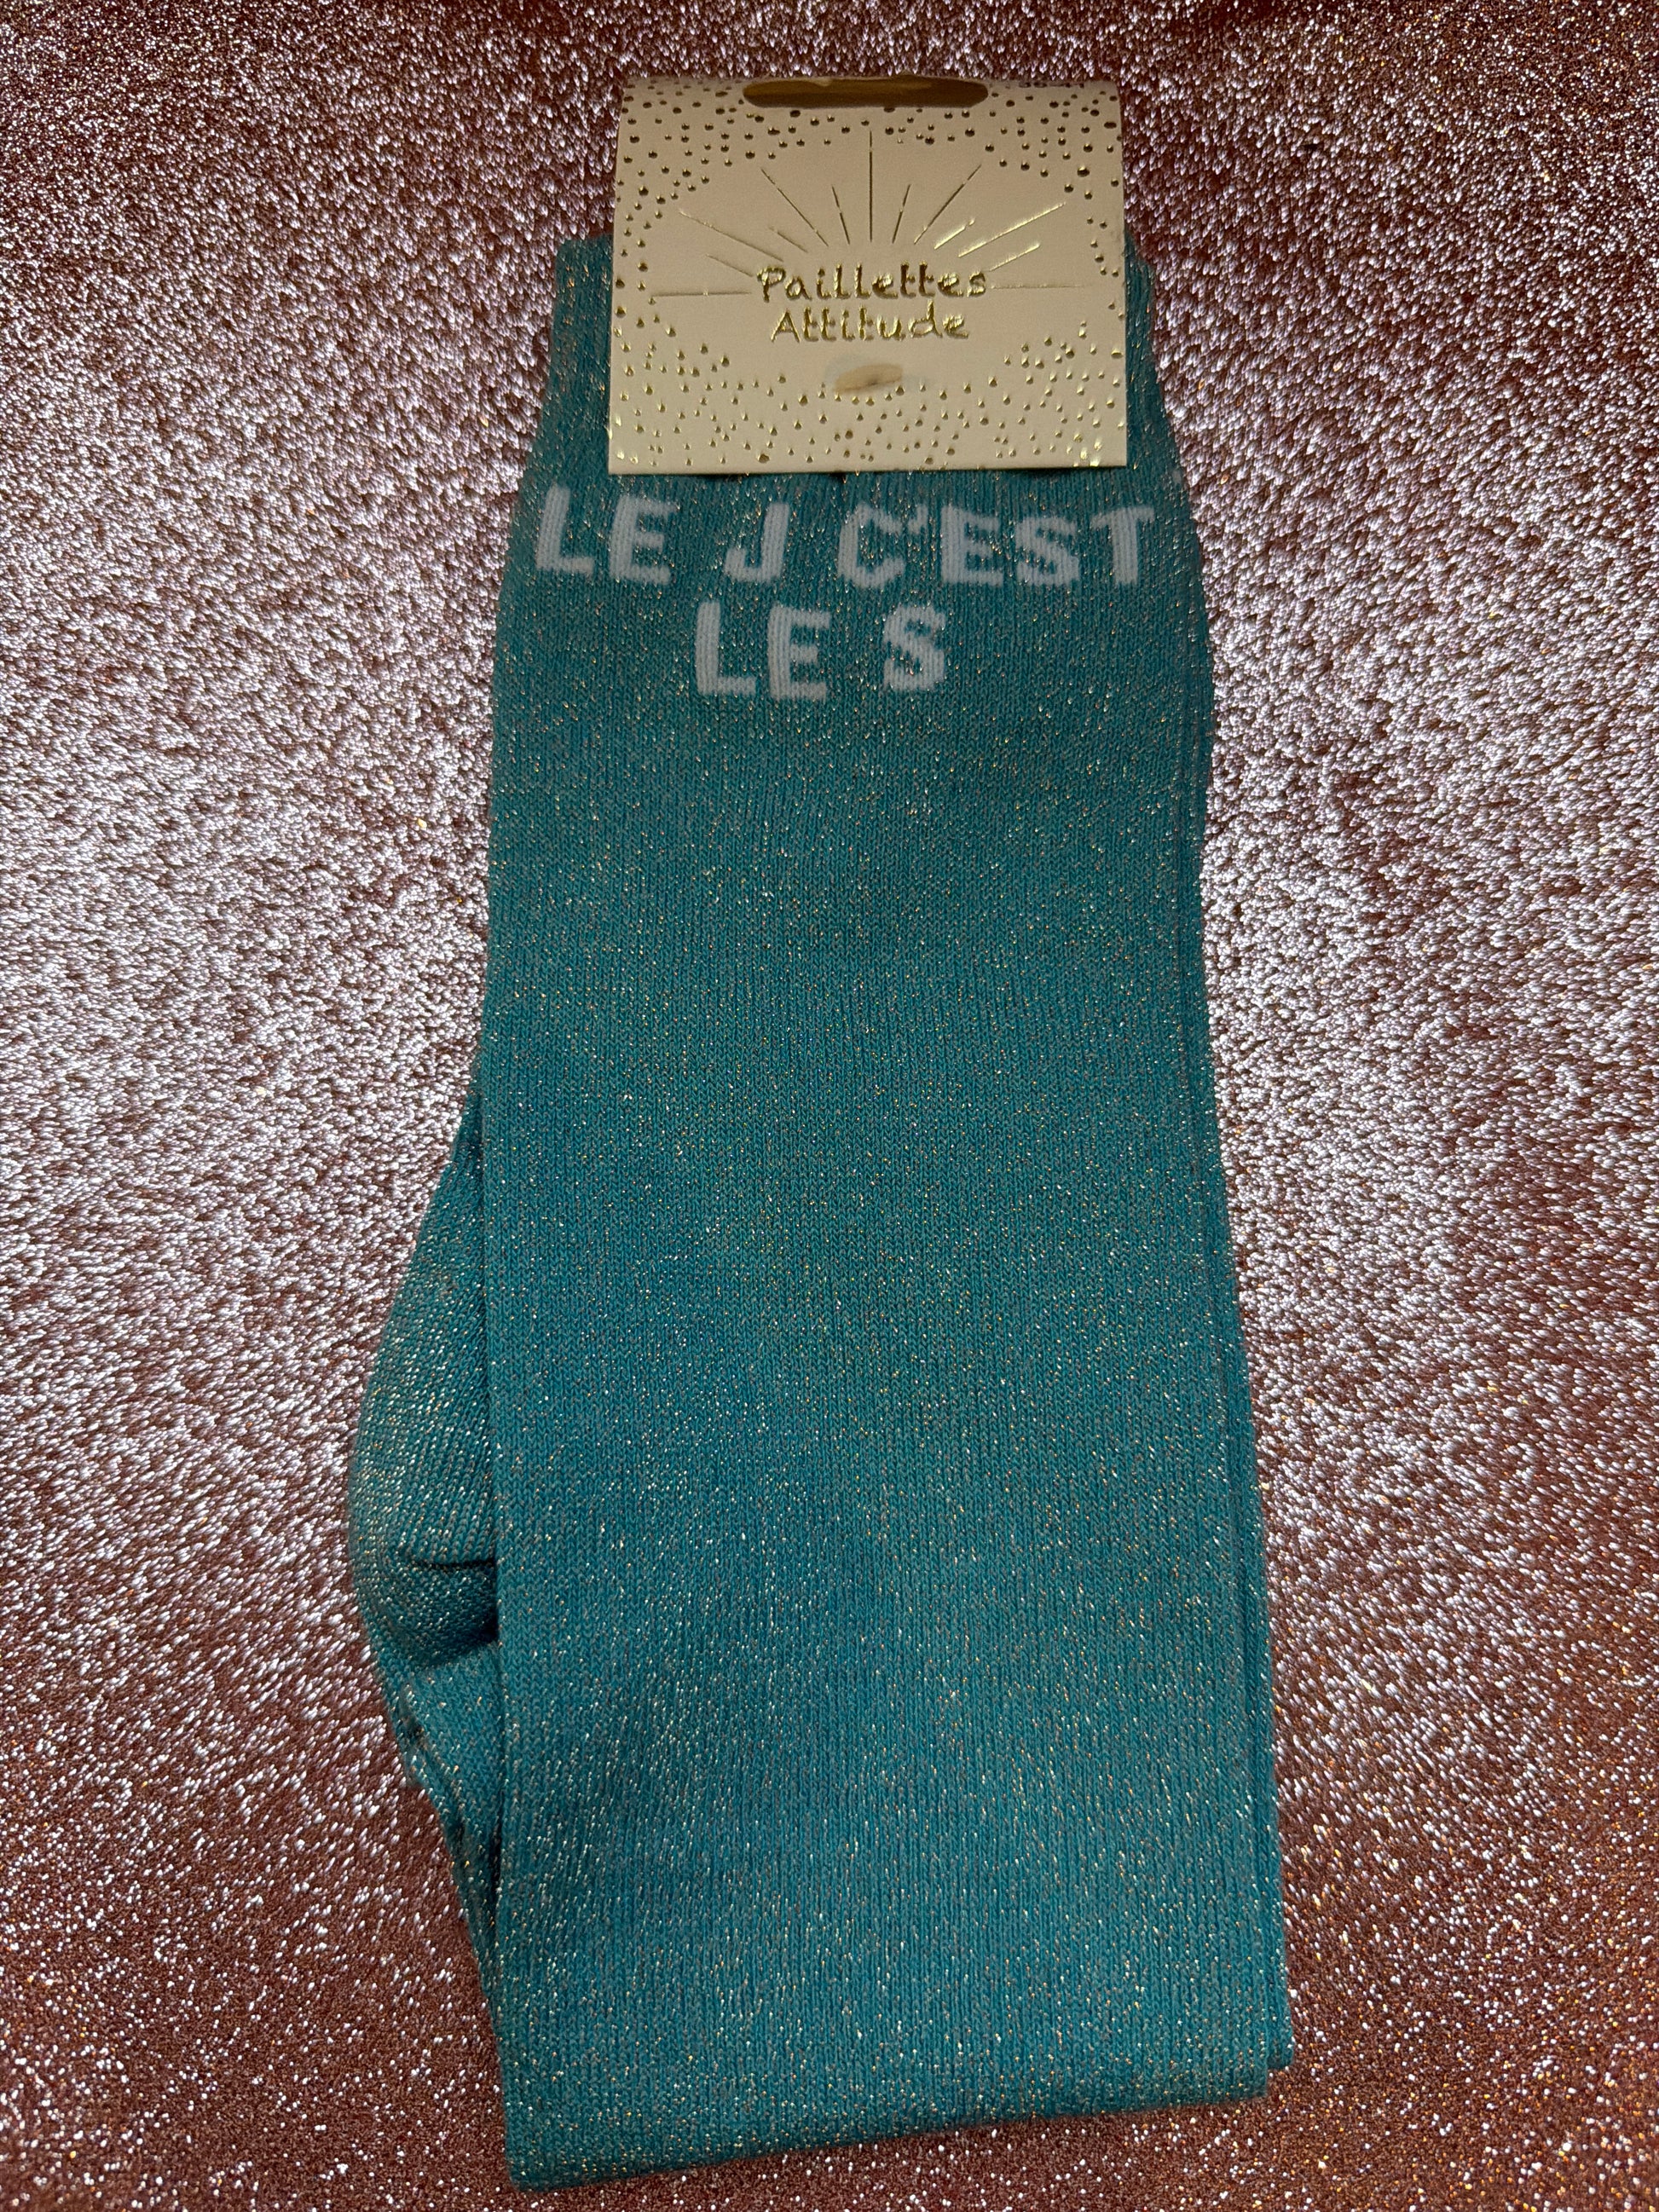 Paillettes
Attitude
LE J C'EST
LE S